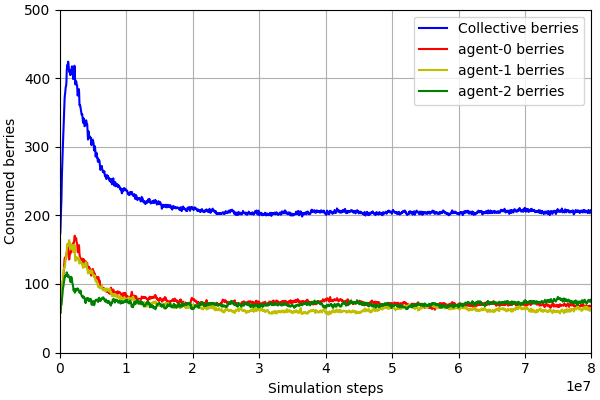 500
400
300
200
100
0
Consumed berries
Collective berries
agent-0 berries
agent-1 berries
agent-2 berries
0 1 2 3 4 5 6 7 8
1e7
Simulation steps